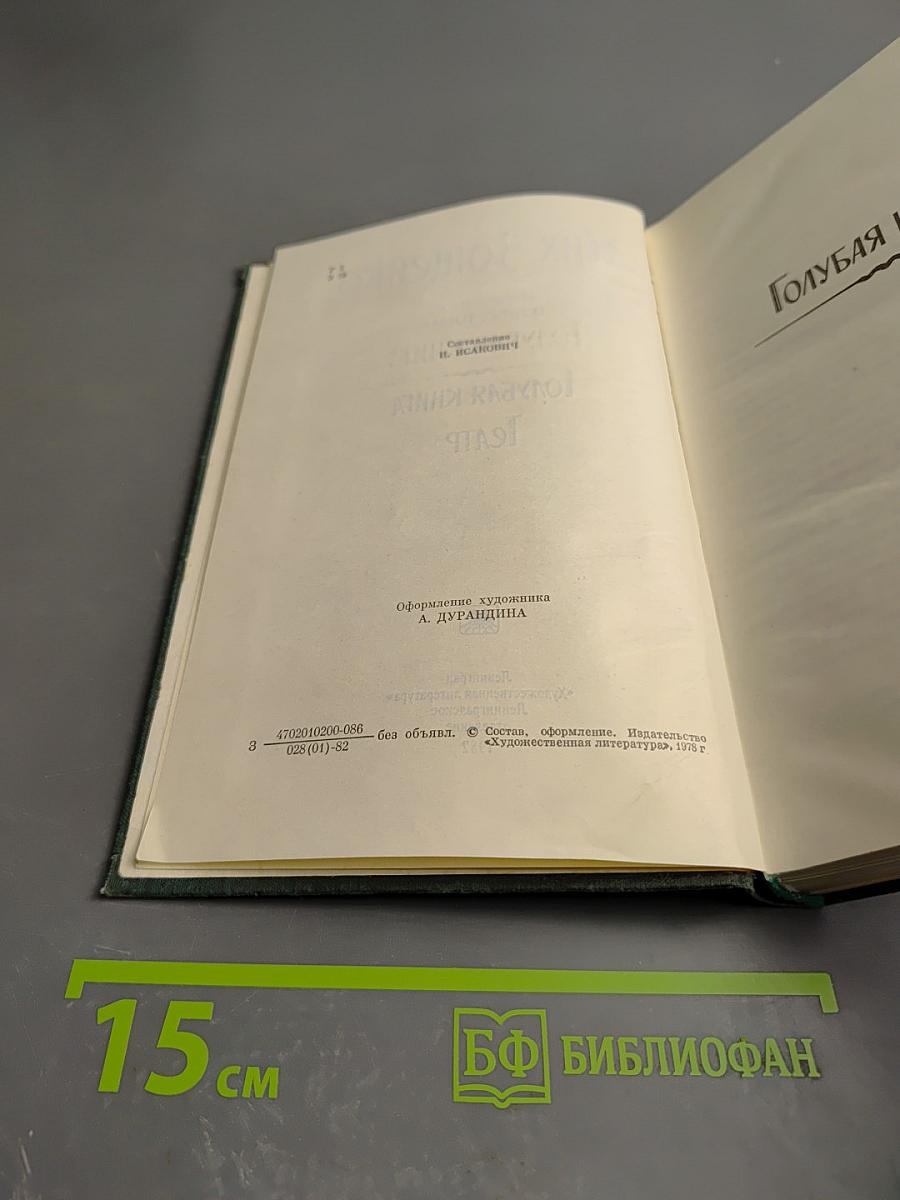 Составление
И. ИСАКОВИЧ
Оформление художника
А. ДУРАНДИНА
З 4702010200-086
028(01)-82
без объявл. © Состав, оформление. Издательство
«Художественная литература», 1978 г
ГОЛУБАЯ
15 см
БФ БИБЛИОФАН